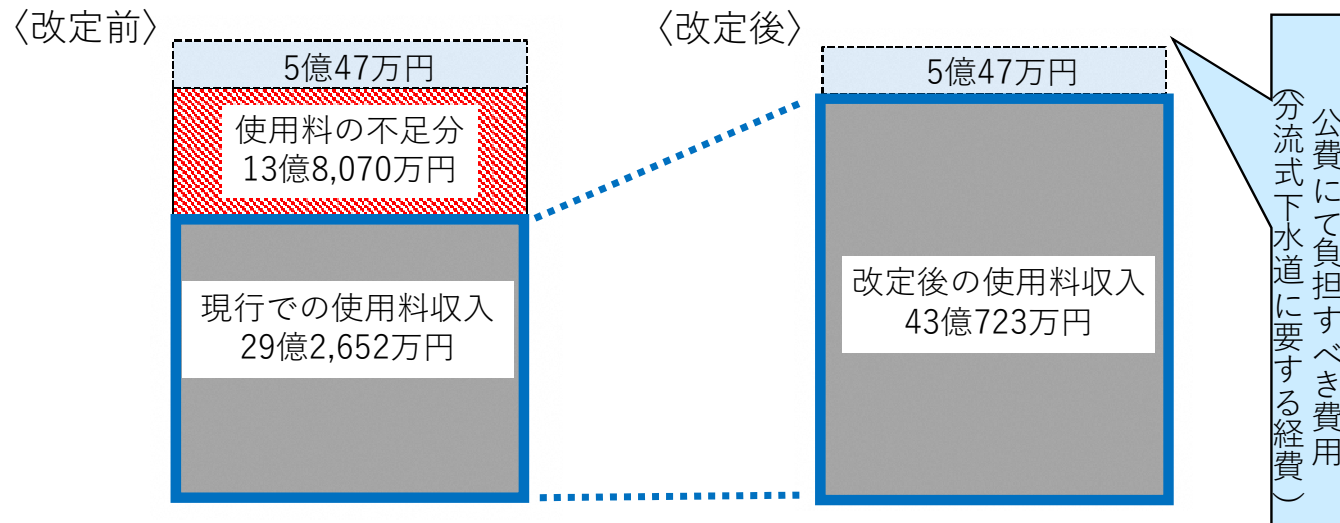 〈改定前〉
5億47万円
使用料の不足分
13億8,070万円
現行での使用料収入
29億2,652万円
〈改定後〉
5億47万円
改定後の使用料収入
43億723万円
公費にて負担すべき費用
(分流式下水道に要する経費)